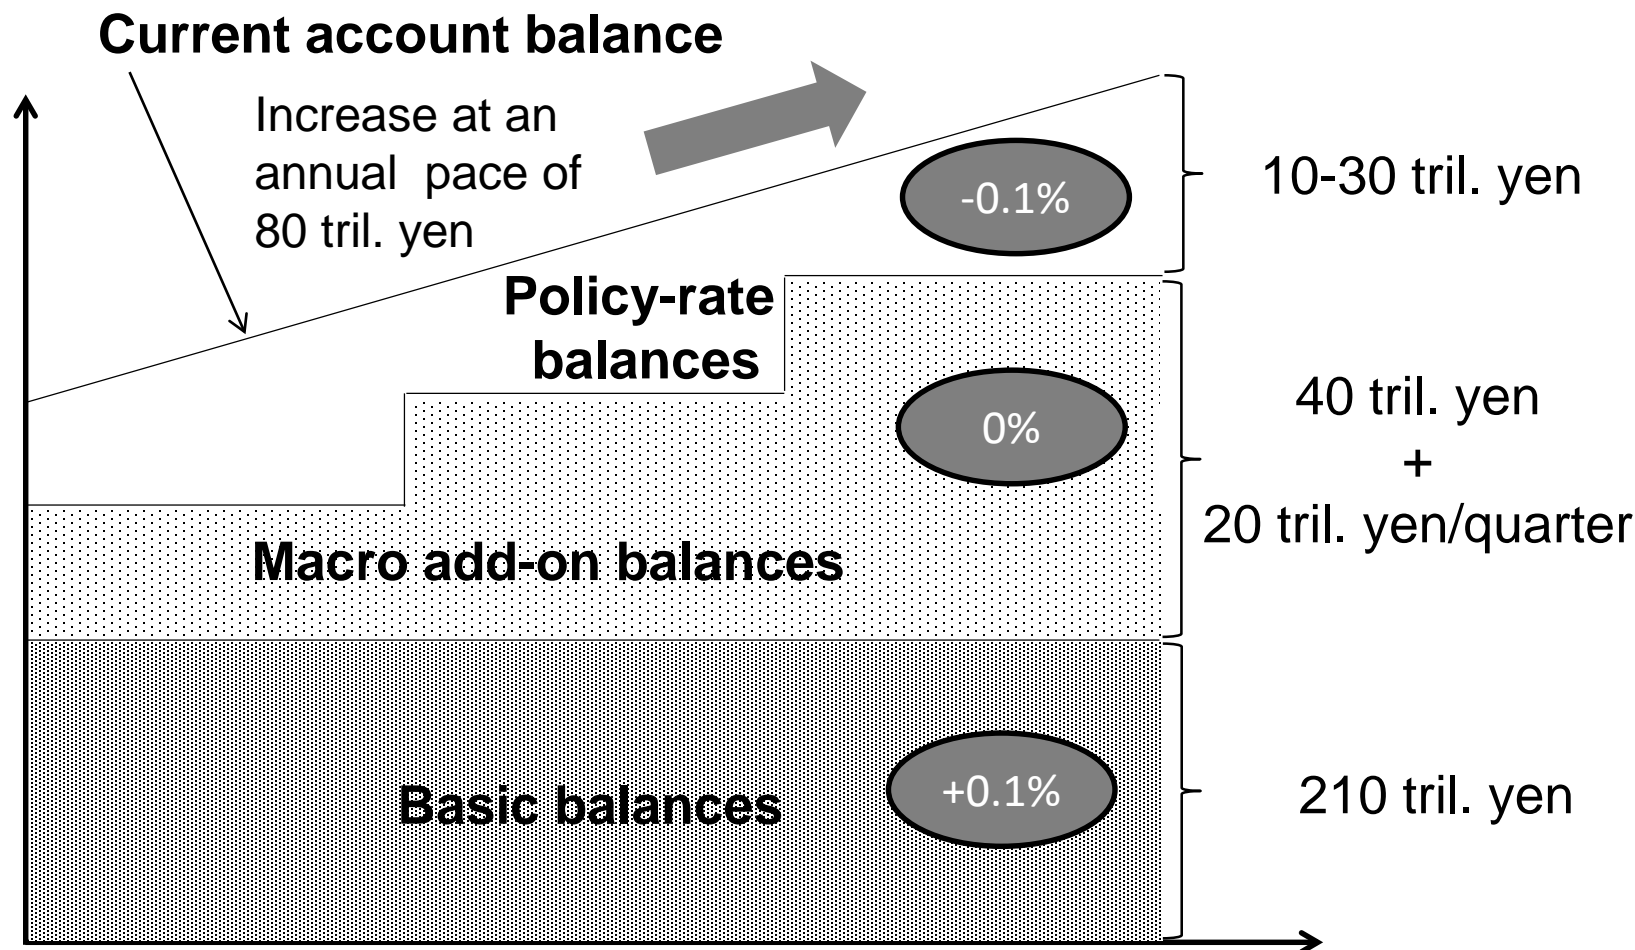 Current account balance
Increase at an
annual pace of
80 tril. yen
-0.1%
10-30 tril. yen
Policy-rate
balances
0%
40 tril. yen
+
20 tril. yen/quarter
Macro add-on balances
Basic balances
+0.1%
210 tril. yen